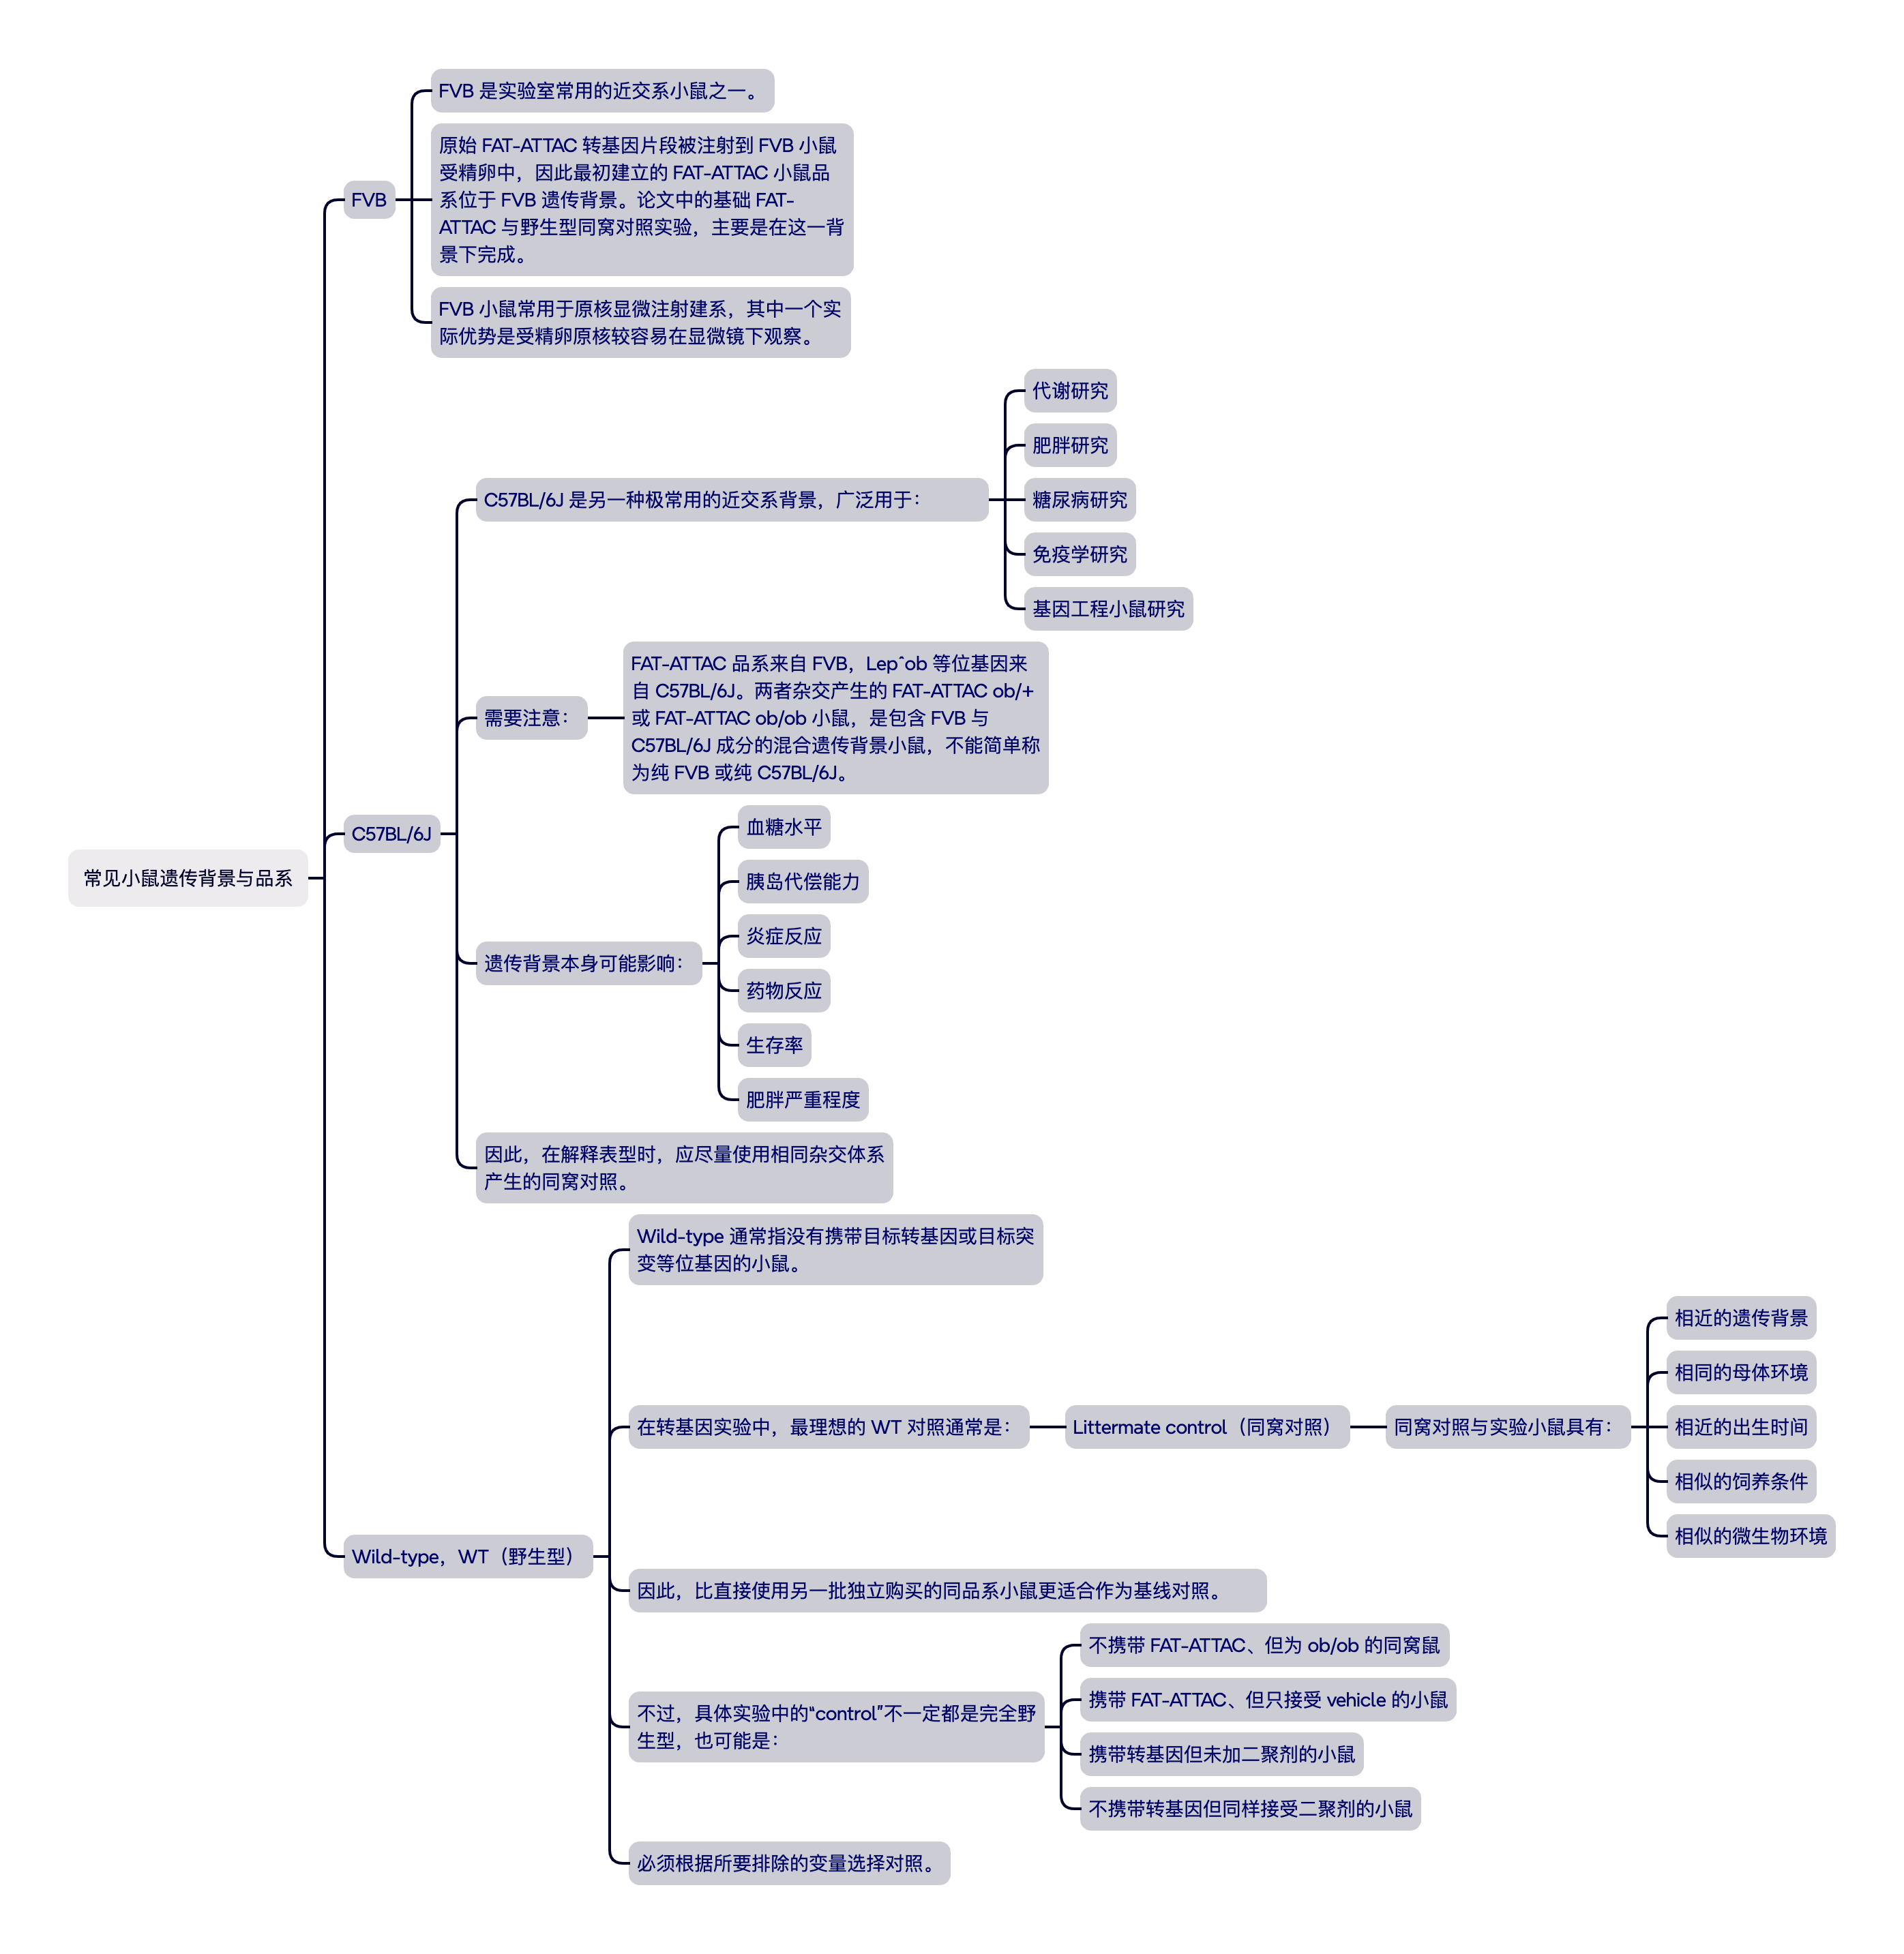 常见小鼠遗传背景与品系
FVB
FVB 是实验室常用的近交系小鼠之一。
原始 FAT-ATTAC 转基因片段被注射到 FVB 小鼠
受精卵中，因此最初建立的 FAT-ATTAC 小鼠品
系位于 FVB 遗传背景。论文中的基础 FAT-
ATTAC 与野生型同窝对照实验，主要是在这一背
景下完成。
FVB 小鼠常用于原核显微注射建系，其中一个实
际优势是受精卵原核较容易在显微镜下观察。
C57BL/6J
C57BL/6J 是另一种极常用的近交系背景，广泛用于：
代谢研究
肥胖研究
糖尿病研究
免疫学研究
基因工程小鼠研究
需要注意：
FAT-ATTAC 品系来自 FVB，Lep^ob 等位基因来
自 C57BL/6J。两者杂交产生的 FAT-ATTAC ob/+
或 FAT-ATTAC ob/ob 小鼠，是包含 FVB 与
C57BL/6J 成分的混合遗传背景小鼠，不能简单称
为纯 FVB 或纯 C57BL/6J。
遗传背景本身可能影响：
血糖水平
胰岛代偿能力
炎症反应
药物反应
生存率
肥胖严重程度
因此，在解释表型时，应尽量使用相同杂交体系
产生的同窝对照。
Wild-type，WT（野生型）
Wild-type 通常指没有携带目标转基因或目标突
变等位基因的小鼠。
在转基因实验中，最理想的 WT 对照通常是：
Littermate control（同窝对照）
同窝对照与实验小鼠具有：
相近的遗传背景
相同的母体环境
相近的出生时间
相似的饲养条件
相似的微生物环境
因此，比直接使用另一批独立购买的同品系小鼠更适合作为基线对照。
不过，具体实验中的“control”不一定都是完全野
生型，也可能是：
不携带 FAT-ATTAC、但为 ob/ob 的同窝鼠
携带 FAT-ATTAC、但只接受 vehicle 的小鼠
携带转基因但未加二聚剂的小鼠
不携带转基因但同样接受二聚剂的小鼠
必须根据所要排除的变量选择对照。